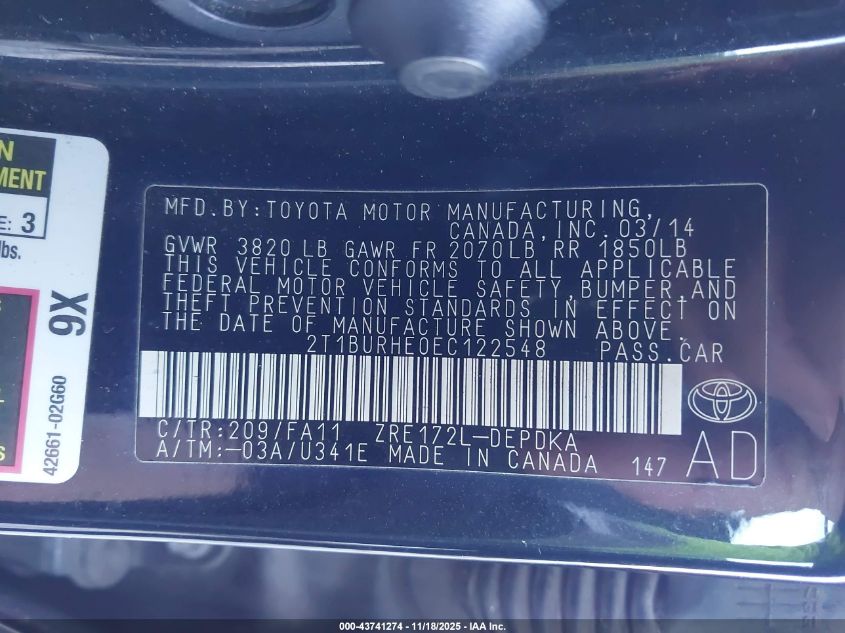 N
MENT
E: 3
lbs.
9X
42661-02G60
S
S
MFD.BY:TOYOTA MOTOR MANUFACTURING,
CANADA,INC.03/14
GVWR 3820 LB GAWR FR 2070LB RR 1850LB
THIS VEHICLE CONFORMS TO ALL APPLICABLE
FEDERAL MOTOR VEHICLE SAFETY,BUMPER,AND
THEFT PREVENTION STANDARDS IN EFFECT ON
THE DATE OF MANUFACTURE SHOWN ABOVE.
2T1BURHE0EC122548 PASS.CAR
C/TR:209/FA11 ZRE172L-DEPDKA
A/TM:-03A/U341E MADE IN CANADA 147
AD
000-43741274 - 11/18/2025 - IAA Inc.